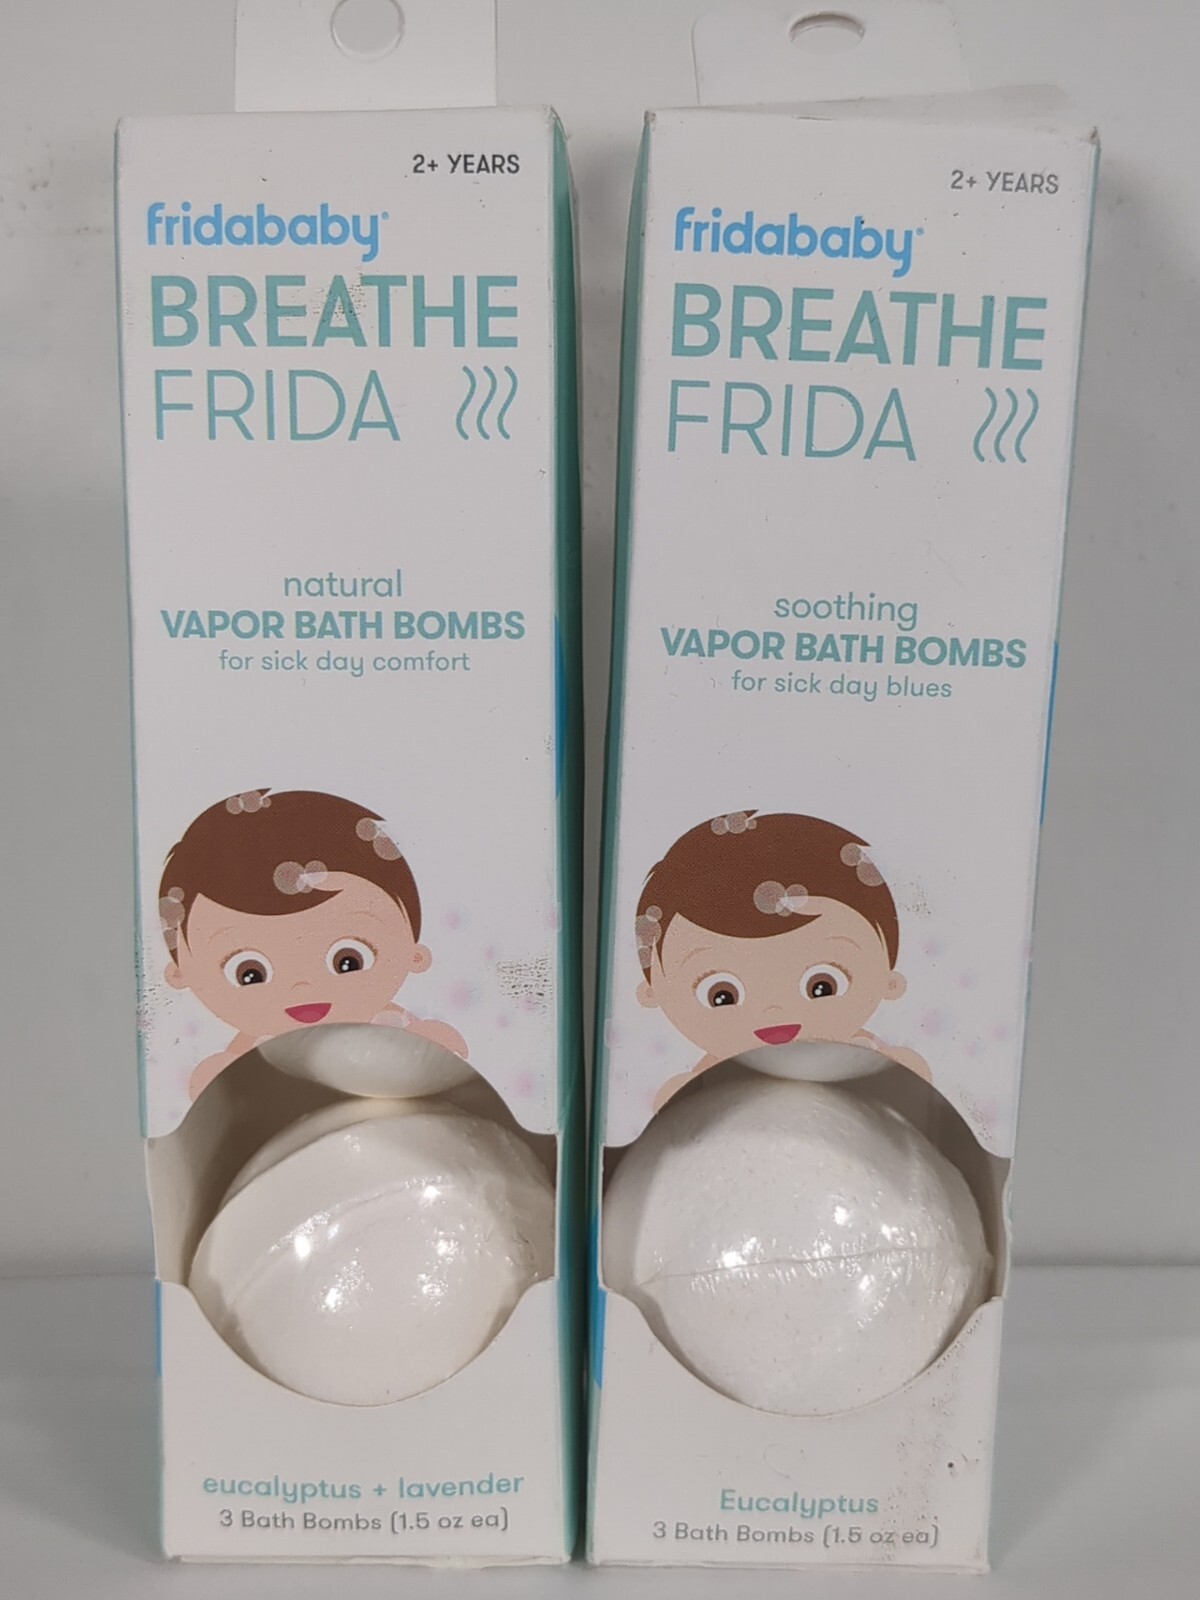 2+ YEARS
fridababy®
BREATHE
FRIDA
natural
VAPOR BATH BOMBS
for sick day comfort
eucalyptus + lavender
3 Bath Bombs (1.5 oz ea)
2+ YEARS
fridababy®
BREATHE
FRIDA
soothing
VAPOR BATH BOMBS
for sick day blues
Eucalyptus
3 Bath Bombs (1.5 oz ea)